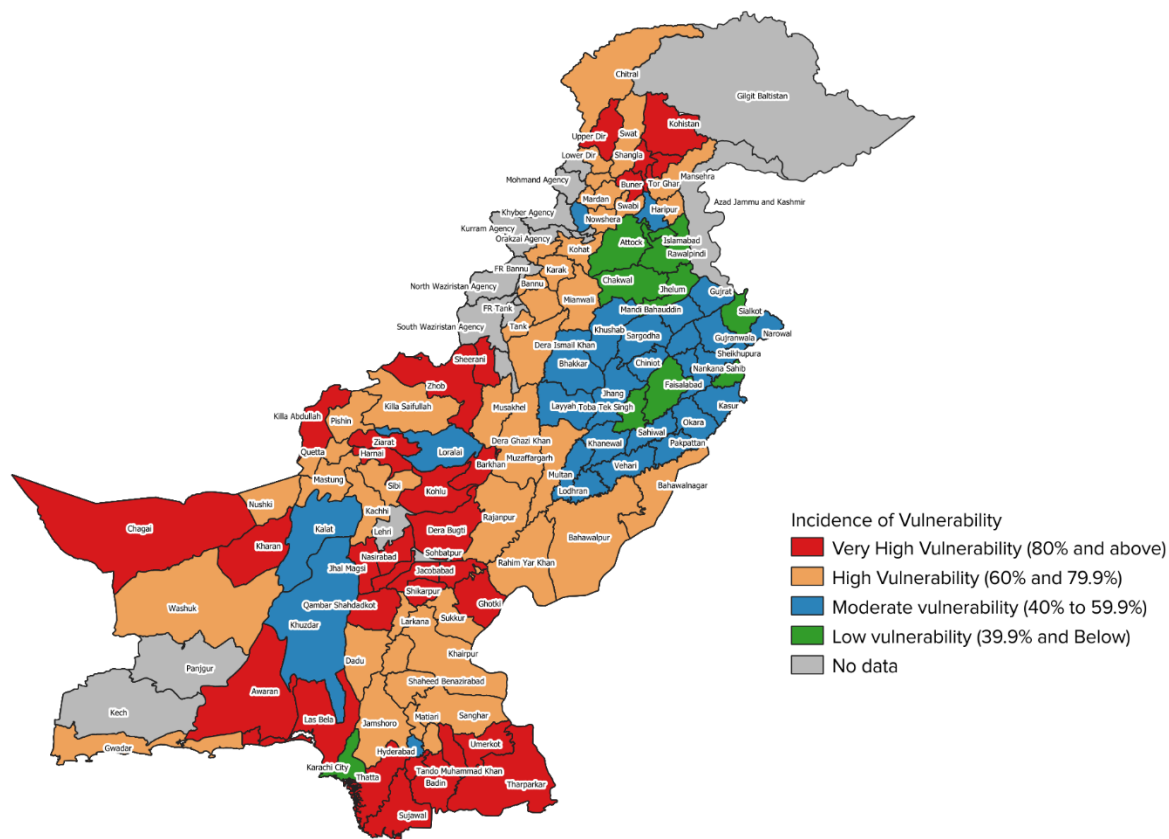 Chitral
Gilgit Baltistan
Kohistan
Upper Dir
Swat
Lower Dir
Shangla
Mohmand Agency
Buner
Tor Ghar
Mansehra
Mardan
Swabi
Haripur
Azad Jammu and Kashmir
Khyber Agency
Nowshera
Kurram Agency
Orakzai Agency
Attock
Islamabad
Kohat
Rawalpindi
FR Bannu
Karak
Chakwal
North Waziristan Agency
Bannu
Jhelum
Gujrat
Mianwali
FR Tank
Mandi Bahauddin
Sialkot
South Waziristan Agency
Tank
Khushab
Sargodha
Gujranwala
Narowal
Dera Ismail Khan
Sheikhupura
Sheerani
Bhakkar
Chiniot
Nankana Sahib
Zhob
Faisalabad
Jhang
Killa Saifullah
Musakhel
Layyah
Toba Tek Singh
Kasur
Killa Abdullah
Pishin
Okara
Sahiwal
Ziarat
Dera Ghazi Khan
Khanewal
Pakpattan
Quetta
Harnai
Loralai
Muzaffargarh
Barkhan
Vehari
Mastung
Sibi
Kohlu
Multan
Bahawalnagar
Lodhran
Nushki
Kachhi
Rajanpur
Chagai
Kalat
Lehri
Dera Bugti
Bahawalpur
Kharan
Nasirabad
Sohbatpur
Rahim Yar Khan
Jhal Magsi
Jacobabad
Shikarpur
Washuk
Qambar Shahdadkot
Ghotki
Larkana
Sukkur
Khuzdar
Khairpur
Panjgur
Dadu
Shaheed Benazirabad
Awaran
Kech
Las Bela
Matiari
Sanghar
Jamshoro
Gwadar
Hyderabad
Umerkot
Karachi City
Thatta
Tando Muhammad Khan
Badin
Tharparkar
Sujawal
Incidence of Vulnerability
Very High Vulnerability (80% and above)
High Vulnerability (60% and 79.9%)
Moderate vulnerability (40% to 59.9%)
Low vulnerability (39.9% and Below)
No data